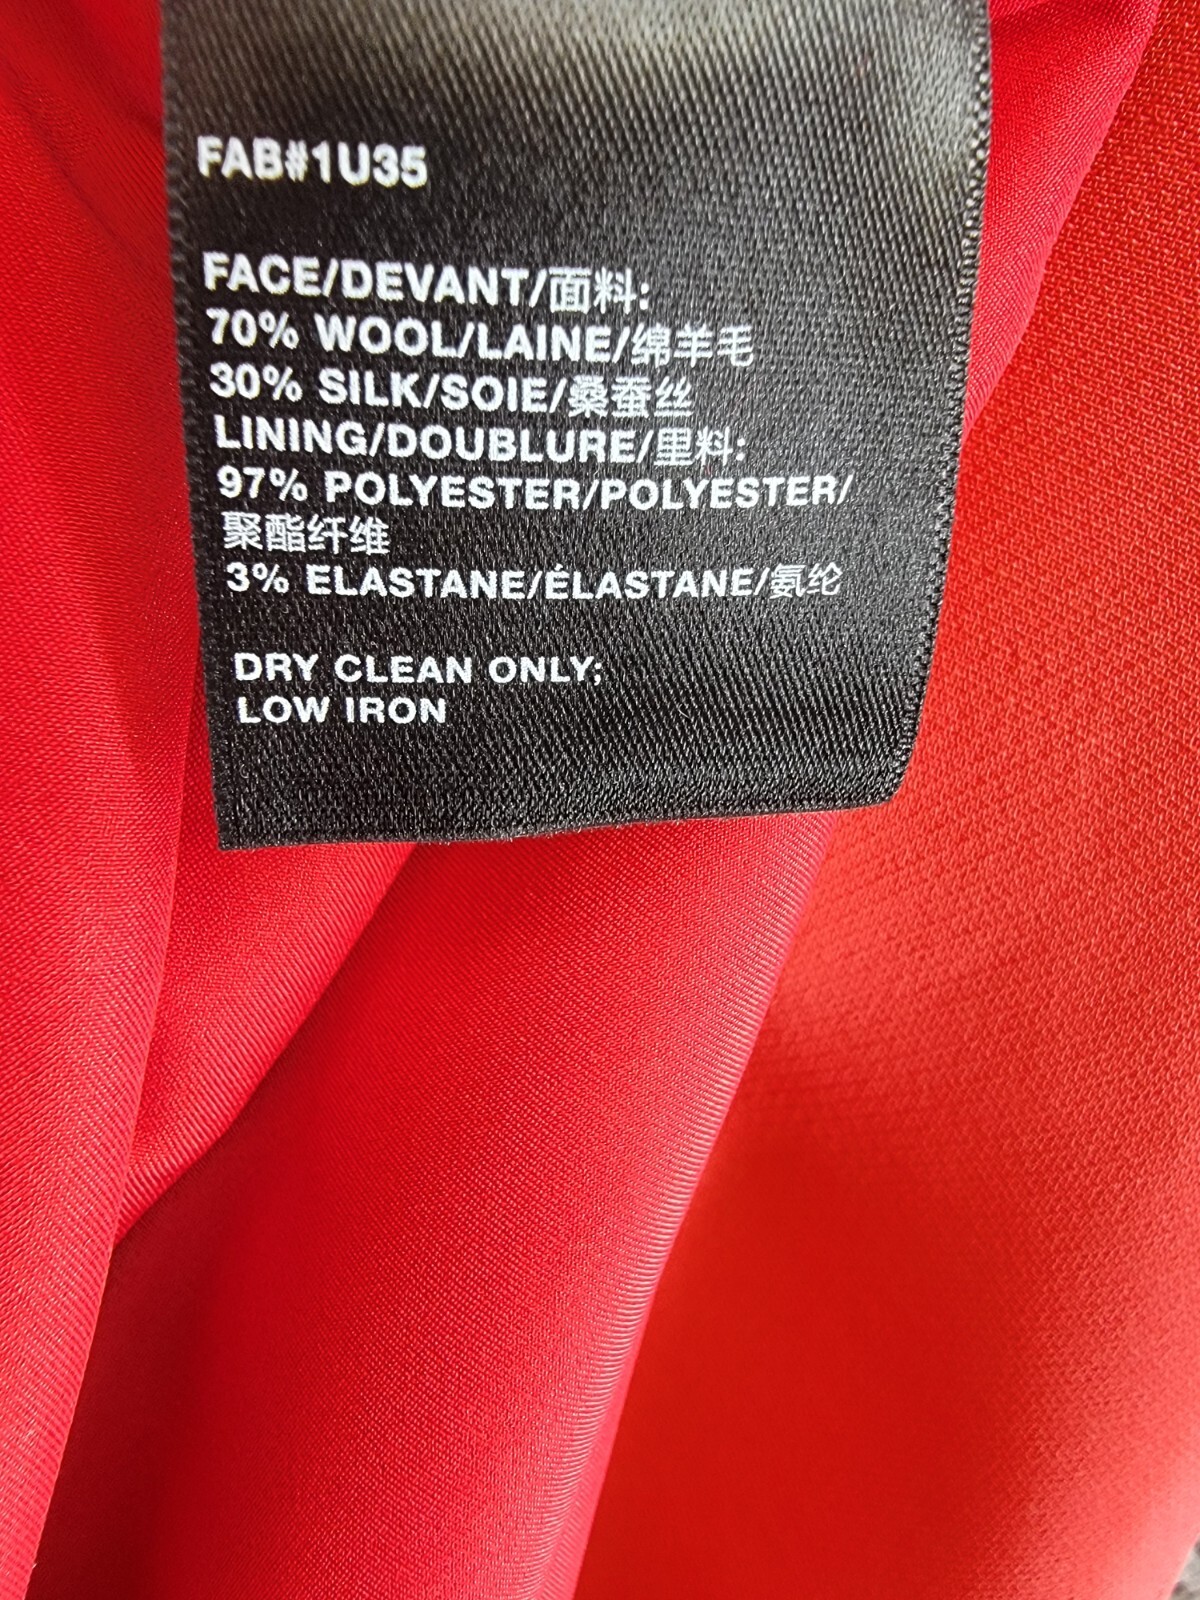 FAB#1U35
FACE/DEVANT/面料:
70% WOOL/LAINE/绵羊毛
30% SILK/SOIE/桑蚕丝
LINING/DOUBLURE/里料:
97% POLYESTER/POLYESTER/
聚酯纤维
3% ELASTANE/ÉLASTANE/氨纶
DRY CLEAN ONLY;
LOW IRON